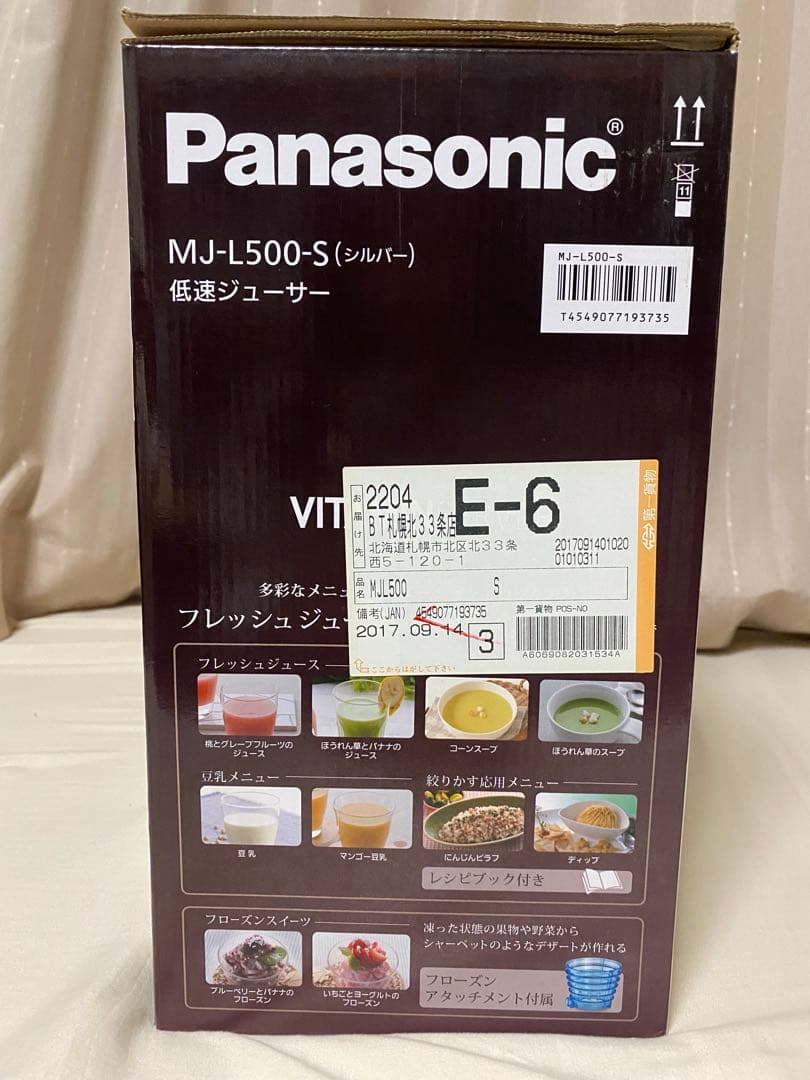 Panasonic®
MJ-L500-S(シルバー)
低速ジューサー
11
MJ-L500-S
T4549077193735
VIT
お届け先
2204
E-6
BT札幌北33条店
北海道札幌市北区北33条
西5-120-1
2017091401020
01010311
第一貨物
品名
MJL500 S
備考(JAN) 4549077193735
2017.09.14
3
第一貨物 POS-NO
A6069082031534A
ここからはがして下さい
多彩なメニュ
フレッシュジュー
フレッシュジュース
桃とグレープフルーツの
ジュース
ほうれん草とバナナの
ジュース
コーンスープ
ほうれん草のスープ
豆乳メニュー
絞りかす応用メニュー
豆乳
マンゴー豆乳
にんじんピラフ
ディップ
レシピブック付き
フローズンスイーツ
ブルーベリーとバナナの
フローズン
いちごとヨーグルトの
フローズン
凍った状態の果物や野菜から
シャーベットのようなデザートが作れる
フローズン
アタッチメント付属